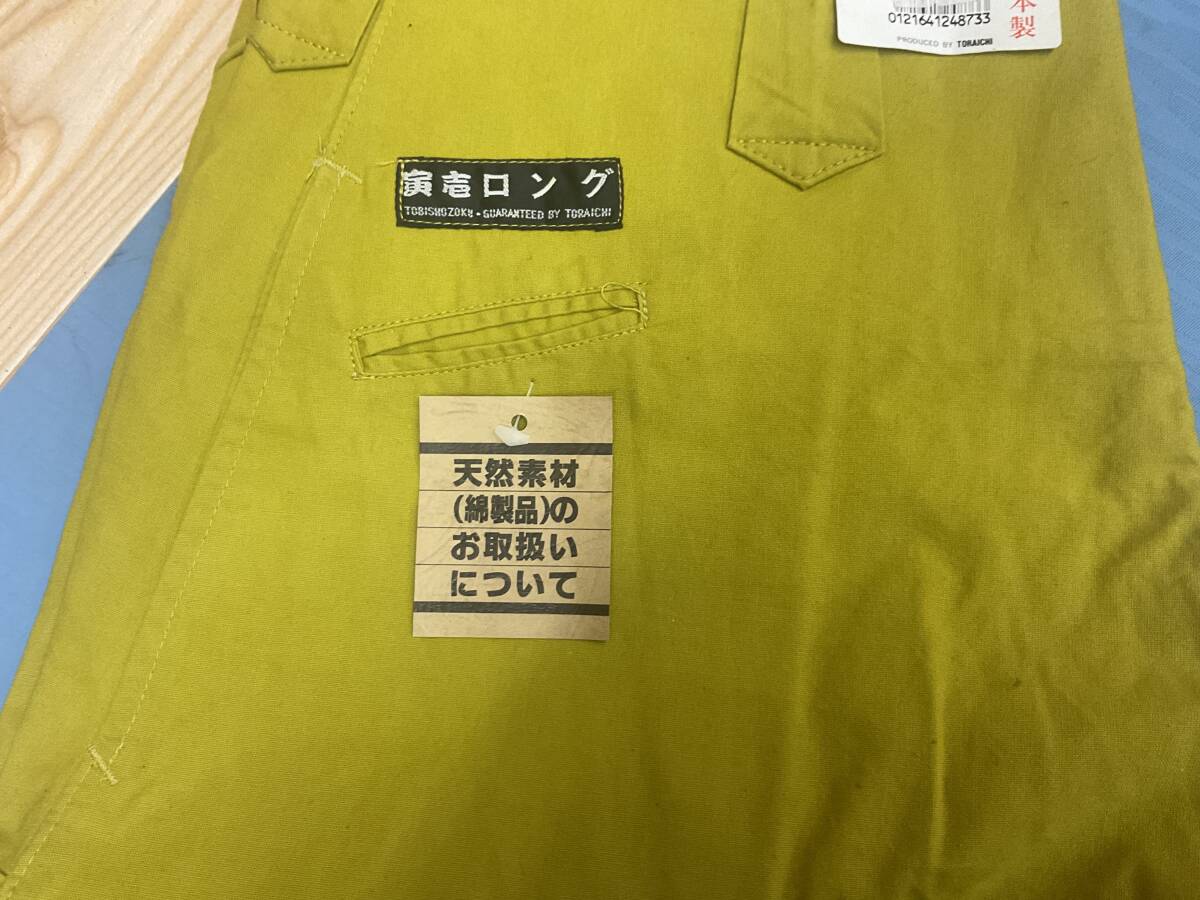 0121641248733
本製
PRODUCED BY TORAICHI
寅壱ロング
TOBISHOZOKU・GUARANTEED BY TORAICHI
天然素材
(綿製品)の
お取扱い
について